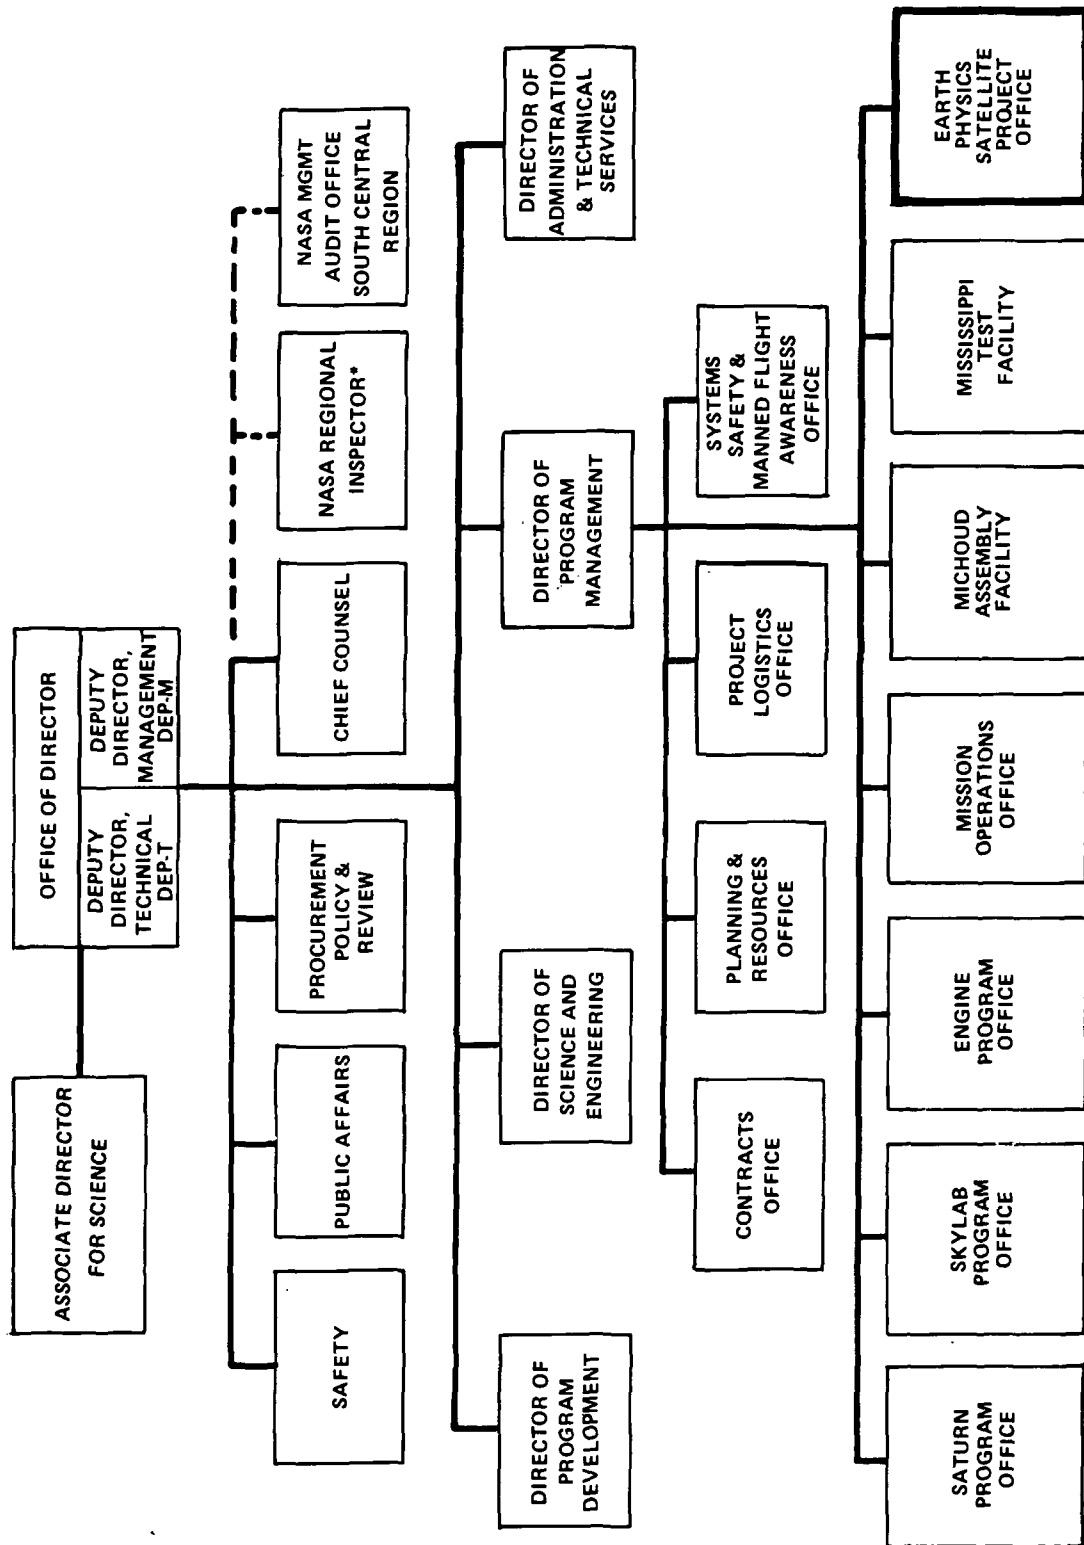 OFFICE OF DIRECTOR
DEPUTY
DIRECTOR,
TECHNICAL
DEP-T
DEPUTY
DIRECTOR,
MANAGEMENT
DEP-M
ASSOCIATE DIRECTOR
FOR SCIENCE
SAFETY
PUBLIC AFFAIRS
PROCUREMENT
POLICY &
REVIEW
CHIEF COUNSEL
NASA REGIONAL
INSPECTOR*
NASA MGMT
AUDIT OFFICE
SOUTH CENTRAL
REGION
DIRECTOR OF
PROGRAM
DEVELOPMENT
DIRECTOR OF
SCIENCE AND
ENGINEERING
DIRECTOR OF
PROGRAM
MANAGEMENT
DIRECTOR OF
ADMINISTRATION
& TECHNICAL
SERVICES
CONTRACTS
OFFICE
PLANNING &
RESOURCES
OFFICE
PROJECT
LOGISTICS
OFFICE
SYSTEMS
SAFETY &
MANNED FLIGHT
AWARENESS
OFFICE
SATURN
PROGRAM
OFFICE
SKYLAB
PROGRAM
OFFICE
ENGINE
PROGRAM
OFFICE
MISSION
OPERATIONS
OFFICE
MICHOUD
ASSEMBLY
FACILITY
MISSISSIPPI
TEST
FACILITY
EARTH
PHYSICS
SATELLITE
PROJECT
OFFICE